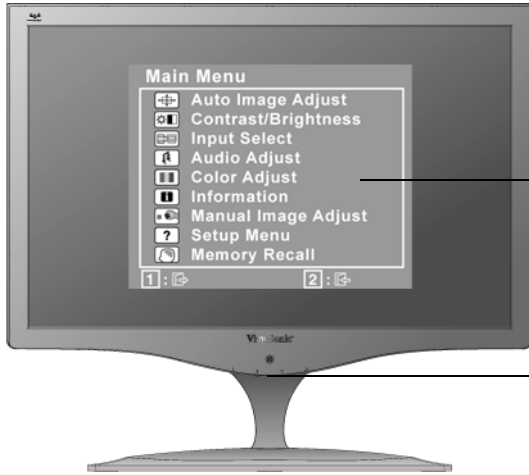 Main Menu
Auto Image Adjust
Contrast/Brightness
Input Select
Audio Adjust
Color Adjust
Information
Manual Image Adjust
? Setup Menu
Memory Recall
1 : 2 :
ViewSonic